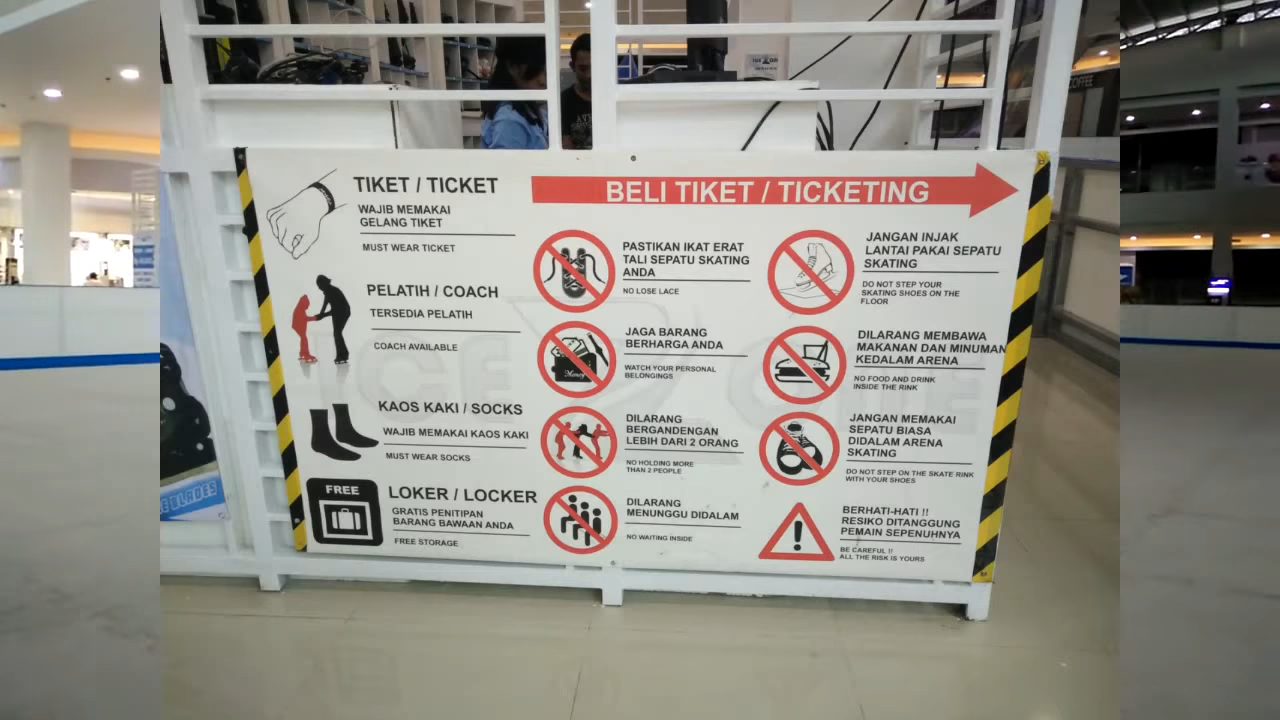 TIKET / TICKET
WAJIB MEMAKAI
GELANG TIKET
MUST WEAR TICKET
PELATIH / COACH
TERSEDIA PELATIH
COACH AVAILABLE
KAOS KAKI / SOCKS
WAJIB MEMAKAI KAOS KAKI
MUST WEAR SOCKS
FREE
LOKER / LOCKER
GRATIS PENITIPAN
BARANG BAWAAN ANDA
FREE STORAGE
BELI TIKET / TICKETING
PASTIKAN IKAT ERAT
TALI SEPATU SKATING
ANDA
NO LOSE LACE
Money
JAGA BARANG
BERHARGA ANDA
WATCH YOUR PERSONAL
BELONGINGS
DILARANG
BERGANDENGAN
LEBIH DARI 2 ORANG
NO HOLDING MORE
THAN 2 PEOPLE
DILARANG
MENUNGGU DIDALAM
NO WAITING INSIDE
JANGAN INJAK
LANTAI PAKAI SEPATU
SKATING
DO NOT STEP YOUR
SKATING SHOES ON THE
FLOOR
DILARANG MEMBAWA
MAKANAN DAN MINUMAN
KEDALAM ARENA
NO FOOD AND DRINK
INSIDE THE RINK
JANGAN MEMAKAI
SEPATU BIASA
DIDALAM ARENA
SKATING
DO NOT STEP ON THE SKATE RINK
WITH YOUR SHOES
BERHATI-HATI !!
RESIKO DITANGGUNG
PEMAIN SEPENUHNYA
BE CAREFUL !!
ALL THE RISK IS YOURS
BLADES